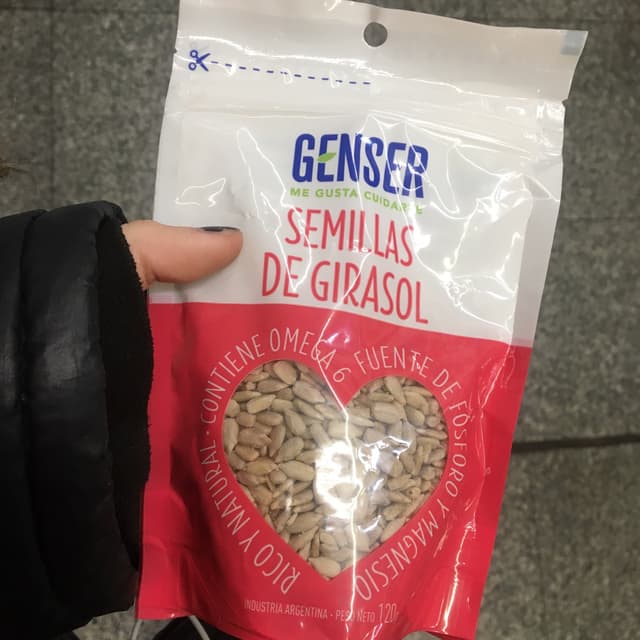 GENSER
ME GUSTA CUIDARTE
SEMILLAS
DE GIRASOL
RICO Y NATURAL · CONTIENE OMEGA 6
FUENTE DE FÓSFORO Y MAGNESIO
INDUSTRIA ARGENTINA · PESO NETO 120